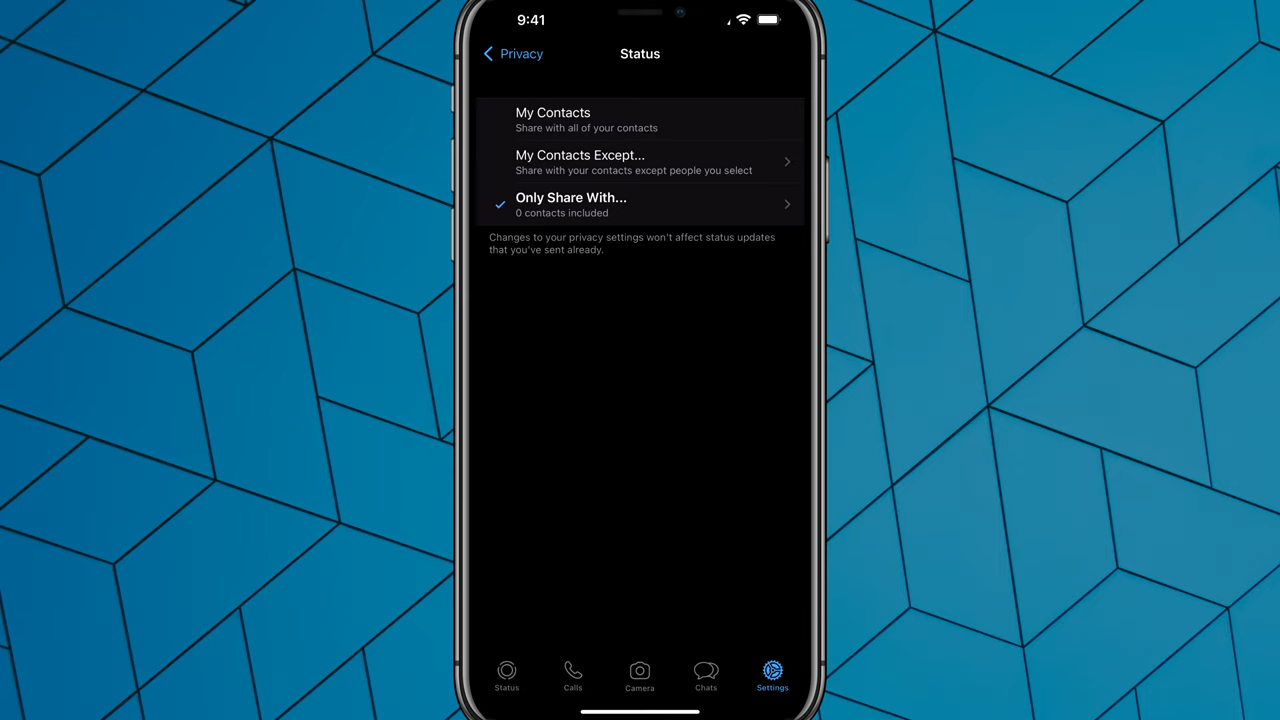 9:41
Privacy
Status
My Contacts
Share with all of your contacts
My Contacts Except...
Share with your contacts except people you select
Only Share With...
0 contacts included
Changes to your privacy settings won't affect status updates
that you've sent already.
Status
Calls
Camera
Chats
Settings